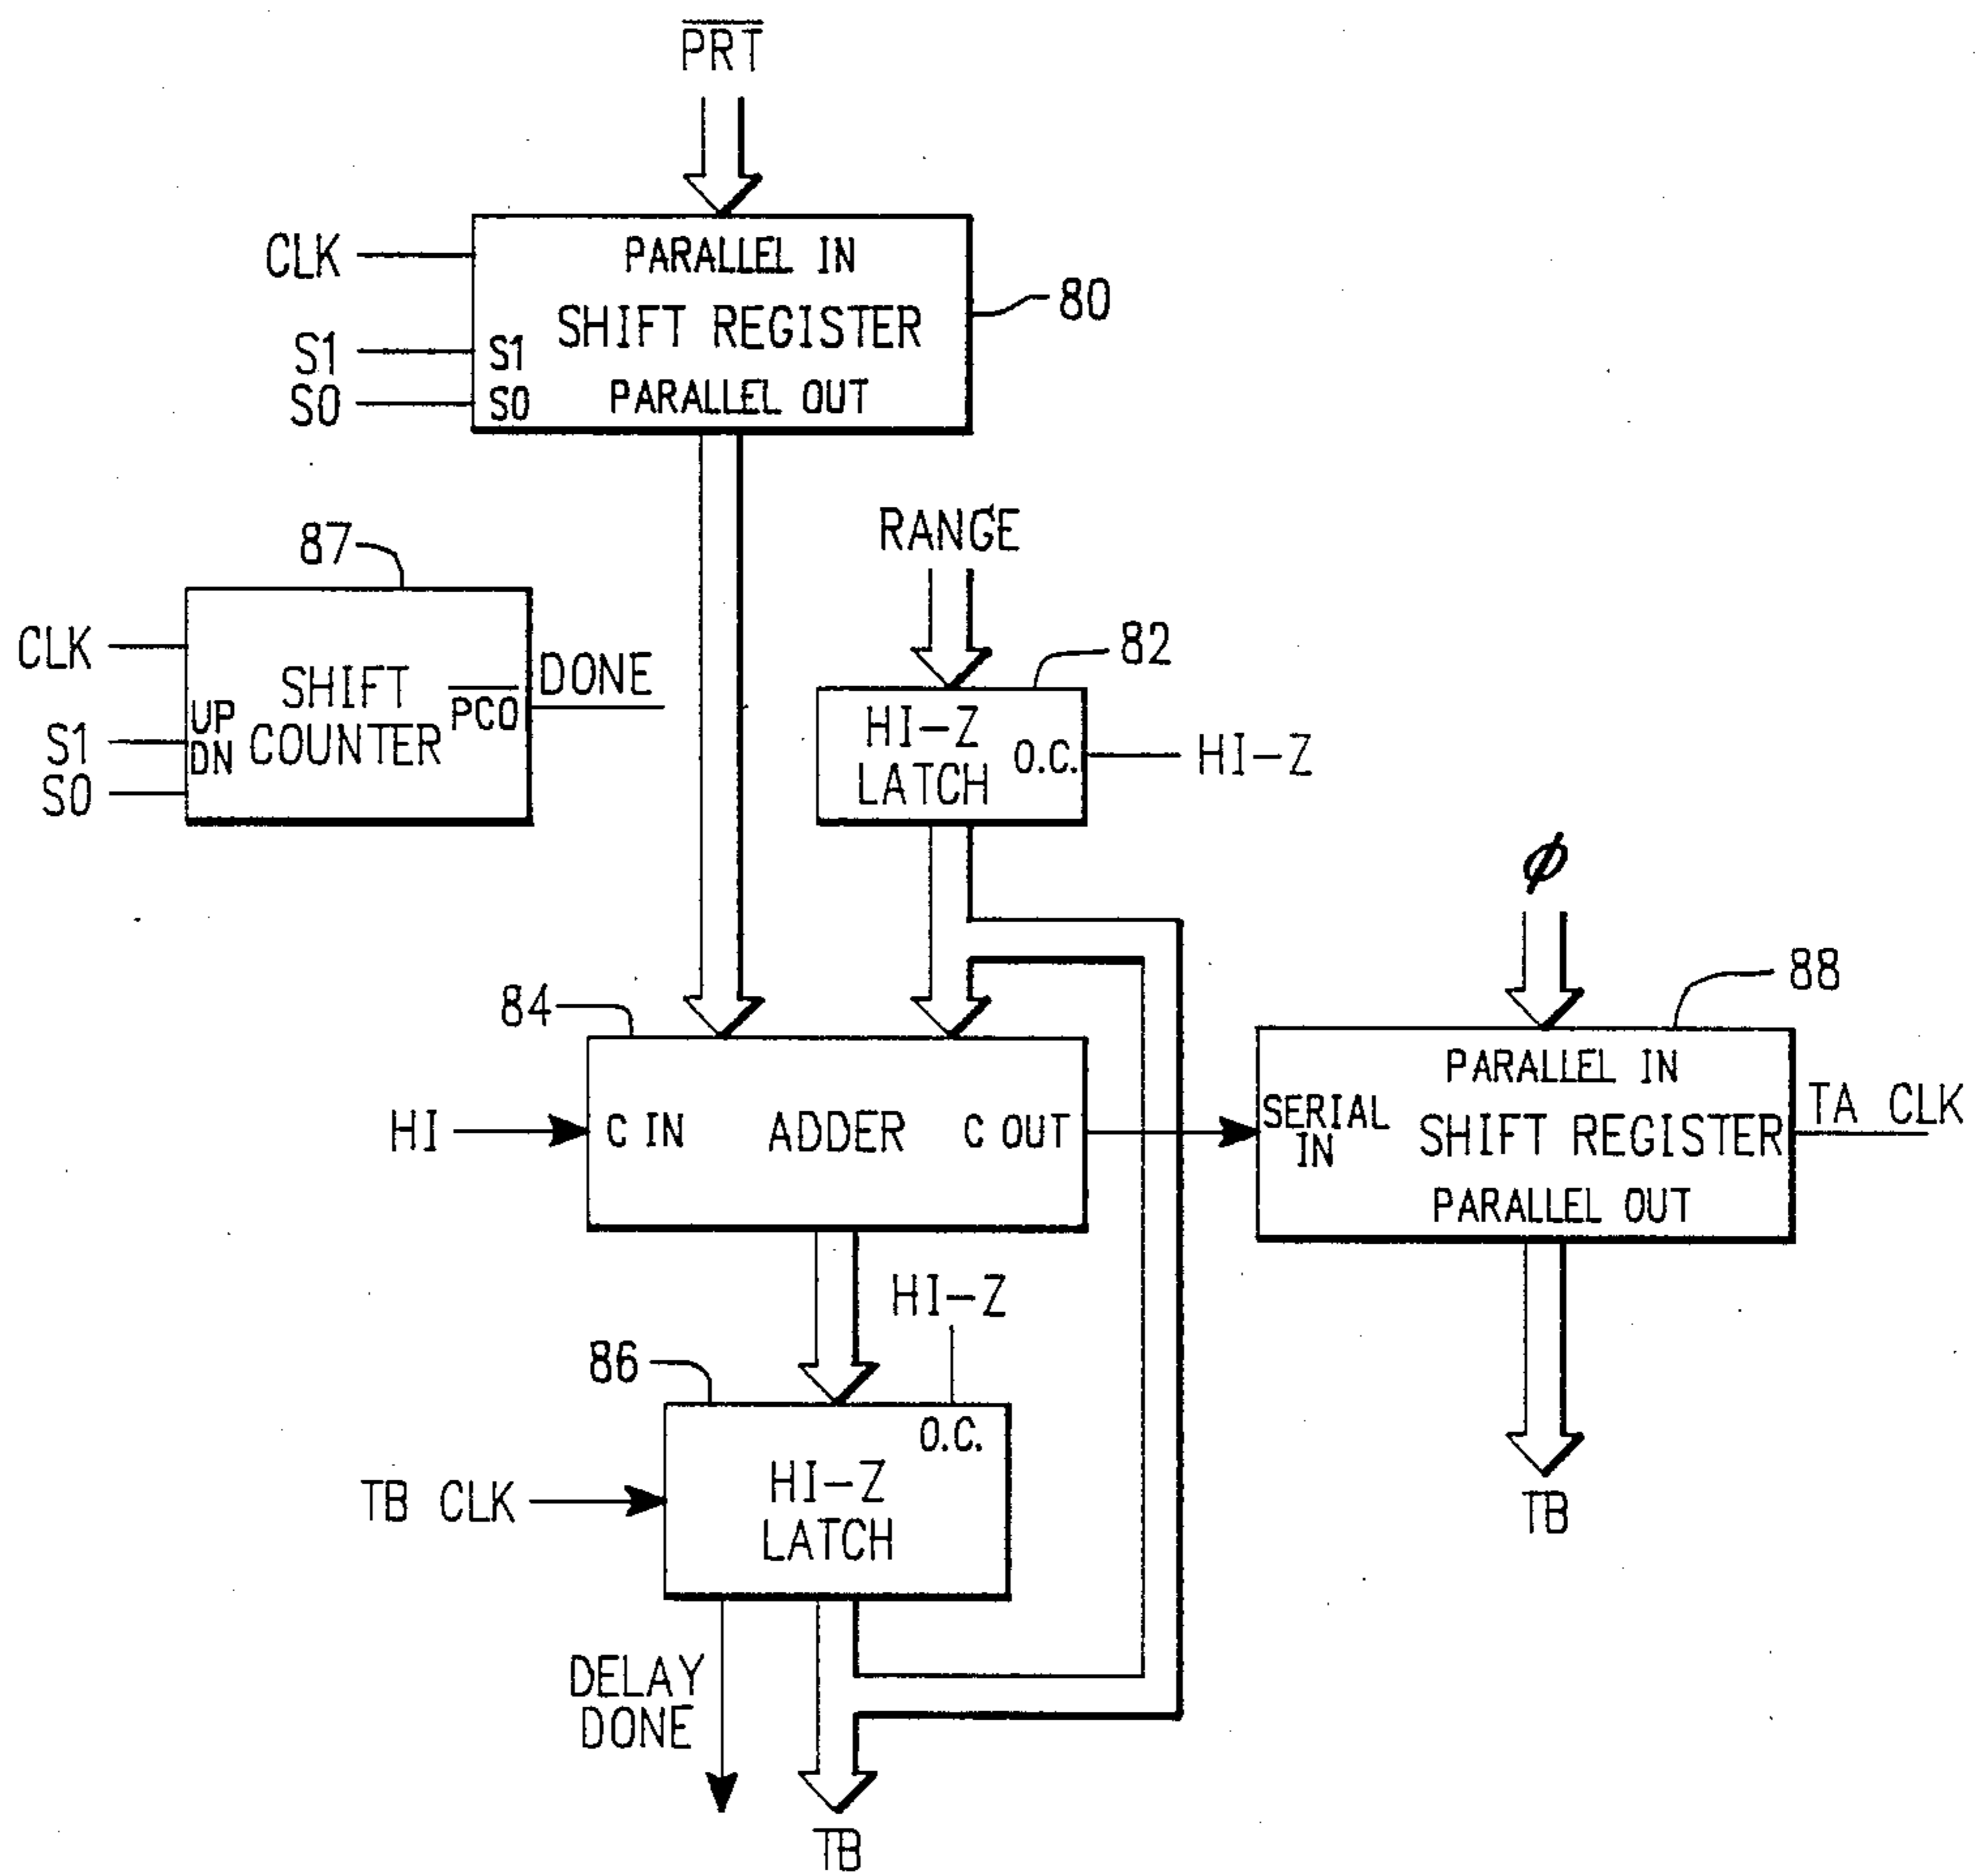 PRT
CLK
PARALLEL IN
80
SHIFT REGISTER
S1
S1
S0
S0
PARALLEL OUT
RANGE
87
CLK
82
SHIFT
COUNTER
UP
DN
PCO
DONE
S1
S0
HI-Z
LATCH
O.C.
HI-Z
ϕ
88
84
PARALLEL IN
HI
C IN
ADDER
C OUT
SERIAL
IN
SHIFT REGISTER
TA CLK
PARALLEL OUT
HI-Z
86
O.C.
TB CLK
HI-Z
LATCH
TB
DELAY
DONE
TB